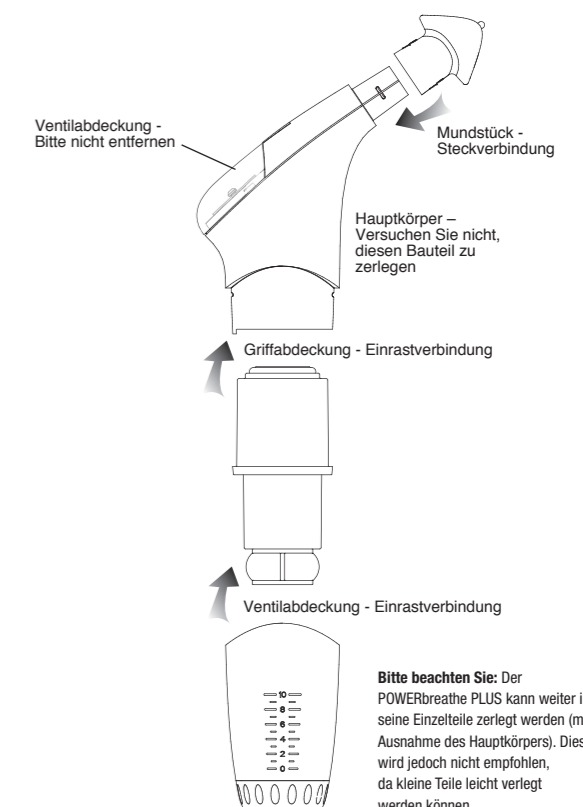 Ventilabdeckung -
Bitte nicht entfernen
Mundstück -
Steckverbindung
Hauptkörper –
Versuchen Sie nicht,
diesen Bauteil zu
zerlegen
Griffabdeckung - Einrastverbindung
Ventilabdeckung - Einrastverbindung
10
8
6
4
2
0
Bitte beachten Sie: Der
POWERbreathe PLUS kann weiter
seine Einzelteile zerlegt werden
Ausnahme des Hauptkörpers).
wird jedoch nicht empfohlen,
da kleine Teile leicht verlegt
werden können